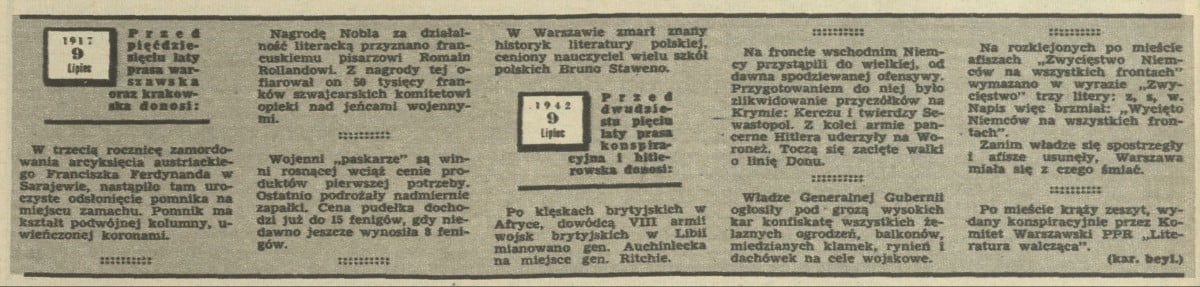 1917
9
Lipiec
Przed
pięćdzie-
sięciu laty
prasa war-
szawska
oraz krakow-
ska donosi:
W trzecią rocznicę zamordo-
wania arcyksięcia austriackie-
go Franciszka Ferdynanda w
Sarajewie, nastąpiło tam uro-
czyste odsłonięcie pomnika na
miejscu zamachu. Pomnik ma
kształt podwójnej kolumny, u-
wieńczonej koronami.
Nagrodę Nobla za działal-
ność literacką przyznano fran-
cuskiemu pisarzowi Romain
Rollandowi. Z nagrody tej o-
fiarował on 50 tysięcy fran-
ków szwajcarskich komitetowi
opieki nad jeńcami wojenny-
mi.
Wojenni „paskarze” są win-
ni rosnącej wciąż cenie pro-
duktów pierwszej potrzeby.
Ostatnio podrożały nadmiernie
zapałki. Cena pudełka docho-
dzi już do 15 fenigów, gdy nie-
dawno jeszcze wynosiła 8 feni-
gów.
W Warszawie zmarł znany
historyk literatury polskiej,
ceniony nauczyciel wielu szkół
polskich Bruno Staweno.
1942
9
Lipiec
Przed
dwudzie-
stu pięciu
laty prasa
konspira-
cyjna i hitle-
rowska donosi:
Po klęskach brytyjskich w
Afryce, dowódcą VIII armii
wojsk brytyjskich w Libii
mianowano gen. Auchinlecka
na miejsce gen. Ritchie.
Na froncie wschodnim Niem-
cy przystąpili do wielkiej, od
dawna spodziewanej ofensywy.
Przygotowaniem do niej było
zlikwidowanie przyczółków na
Krymie: Kerczu i twierdzy Se-
wastopol. Z kolei armie pan-
cerne Hitlera uderzyły na Wo-
roneż. Toczą się zacięte walki
o linię Donu.
Władze Generalnej Gubernii
ogłosiły pod grozą wysokich
kar konfiskatę wszystkich że-
laznych ogrodzeń, balkonów,
miedzianych klamek, rynien i
dachówek na cele wojskowe.
Na rozklejonych po mieście
afiszach „Zwycięstwo Niem-
ców na wszystkich frontach”
wymazano w wyrazie „Zwy-
cięstwo” trzy litery: z, s, w.
Napis więc brzmiał: „Wycięto
Niemców na wszystkich fron-
tach”.
Zanim władze się spostrzegły
i afisze usunęły, Warszawa
miała się z czego śmiać.
Po mieście krąży zeszyt, wy-
dany konspiracyjnie przez Ko-
mitet Warszawski PPR „Lite-
ratura walcząca”.
(kar. beyl.)